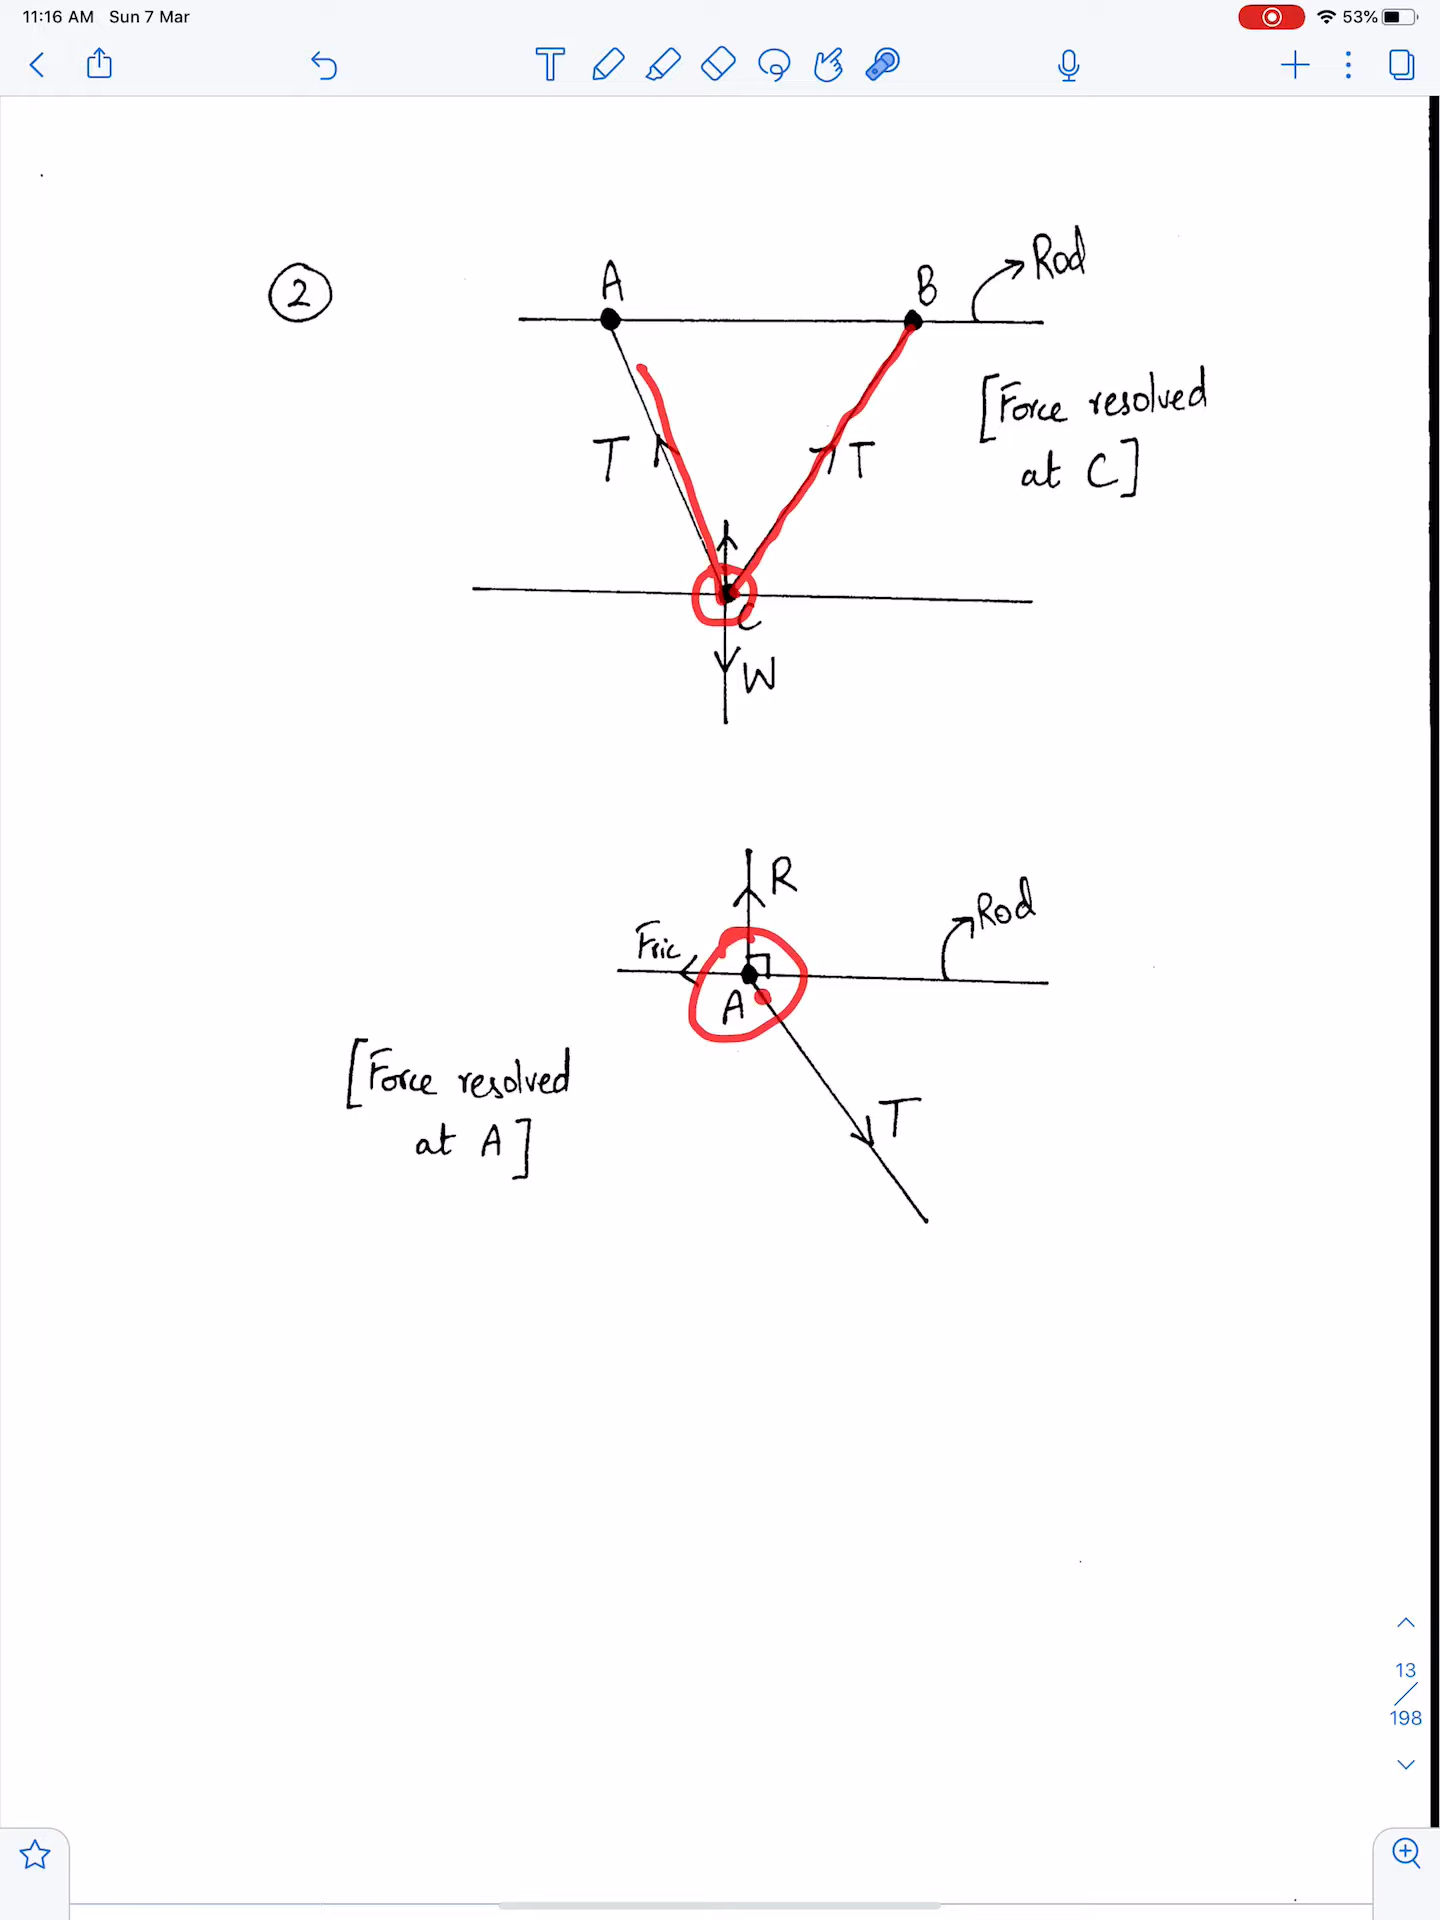 11:16 AM Sun 7 Mar
53%
T
2
A
B
Rod
[Force resolved
at C]
T
T
C
W
R
Fric
Rod
A
[Force resolved
at A]
T
13
198